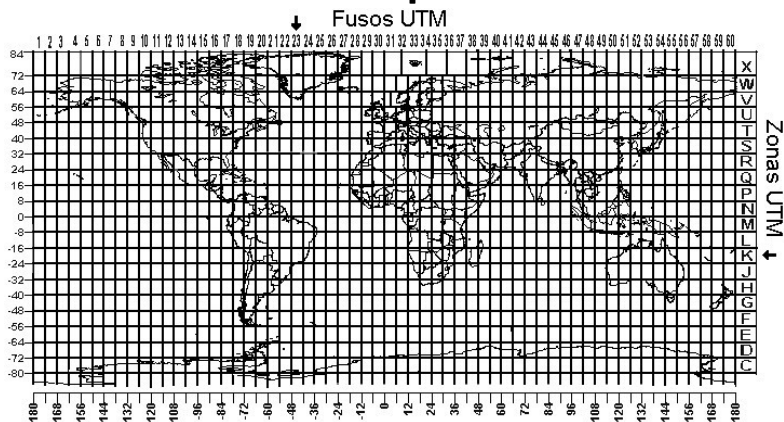 Fusos UTM
1 2 3 4 5 6 7 8 9 10 11 12 13 14 15 16 17 18 19 20 21 22 23 24 25 26 27 28 29 30 31 32 33 34 35 36 37 38 39 40 41 42 43 44 45 46 47 48 49 50 51 52 53 54 55 56 57 58 59 60
84
X
72
W
64
V
56
U
48
T
40
S
32
R
24
Q
16
P
8
N
0
M
-8
L
-16
K
-24
J
-32
H
-40
G
-48
F
-56
E
-64
D
-72
C
-80
Zonas UTM
180 168 156 144 132 120 108 -96 -84 -72 -60 -48 -36 -24 -12 0 12 24 36 48 60 72 84 96 108 120 132 144 156 168 180